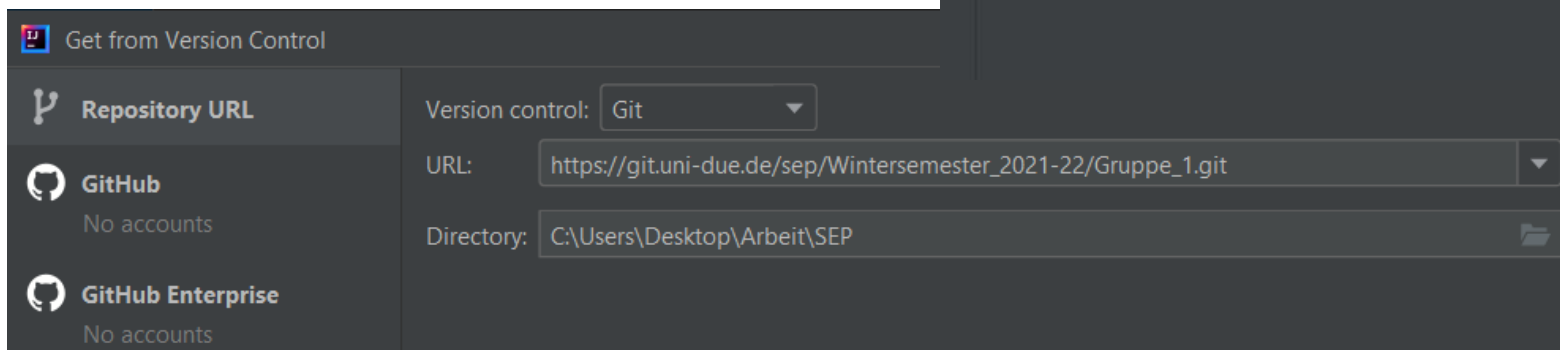 Get from Version Control
Repository URL
GitHub
No accounts
GitHub Enterprise
No accounts
Version control: Git
URL: https://git.uni-due.de/sep/Wintersemester_2021-22/Gruppe_1.git
Directory: C:\Users\Desktop\Arbeit\SEP